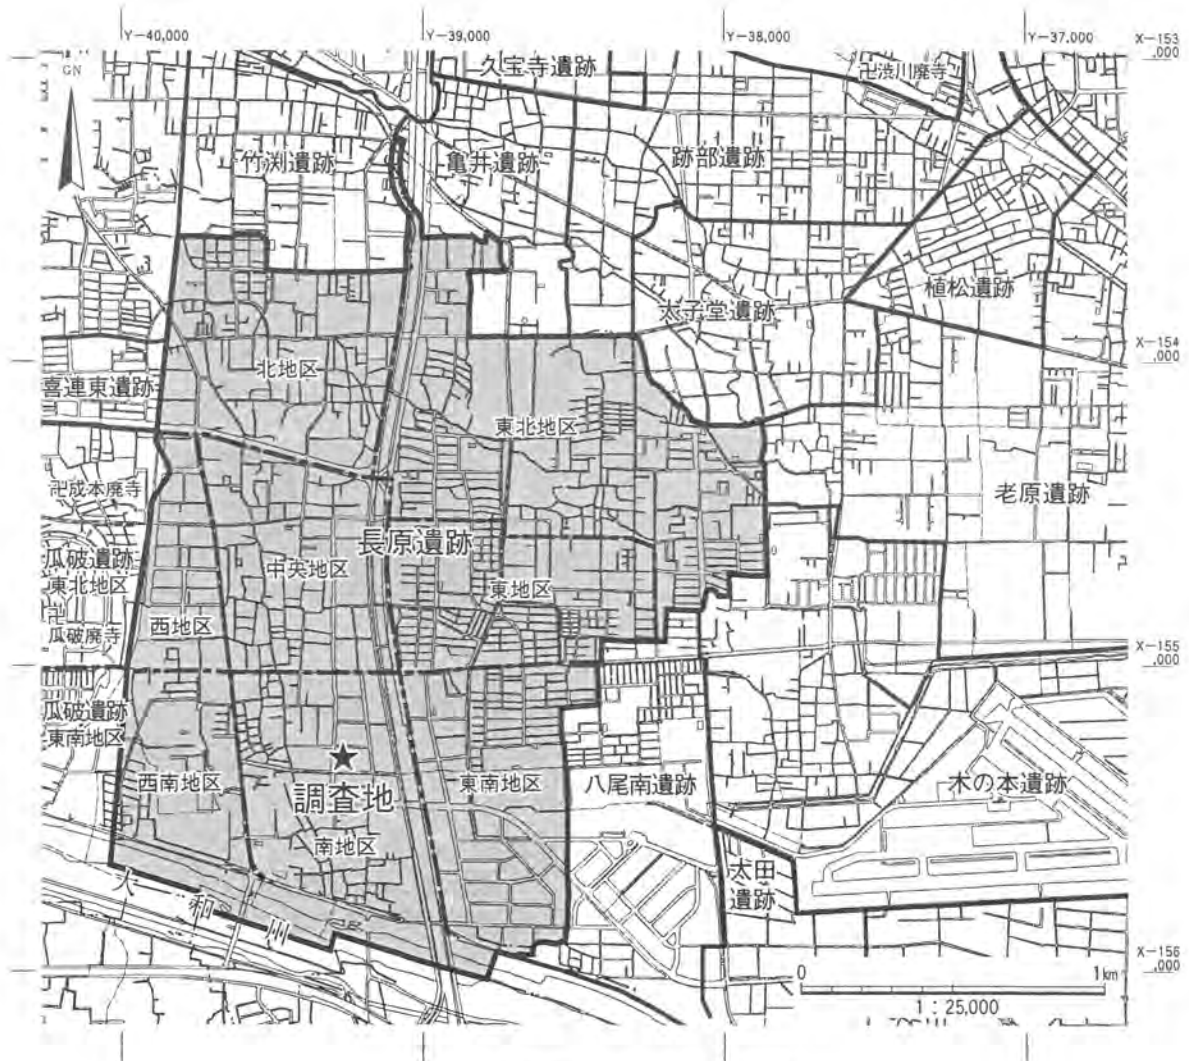 Y-40,000
Y-39,000
Y-38,000
Y-37,000
X-153
,000
GN
久宝寺遺跡
卍渋川廃寺
竹渕遺跡
亀井遺跡
跡部遺跡
植松遺跡
太子堂遺跡
X-154
,000
北地区
喜連東遺跡
東北地区
卍成本廃寺
老原遺跡
長原遺跡
瓜破遺跡
東北地区
中央地区
東地区
卍
瓜破廃寺
西地区
X-155
,000
瓜破遺跡
東南地区
★
西南地区
東南地区
八尾南遺跡
木の本遺跡
調査地
南地区
太田
遺跡
大和川
X-156
,000
0
1km
1：25,000